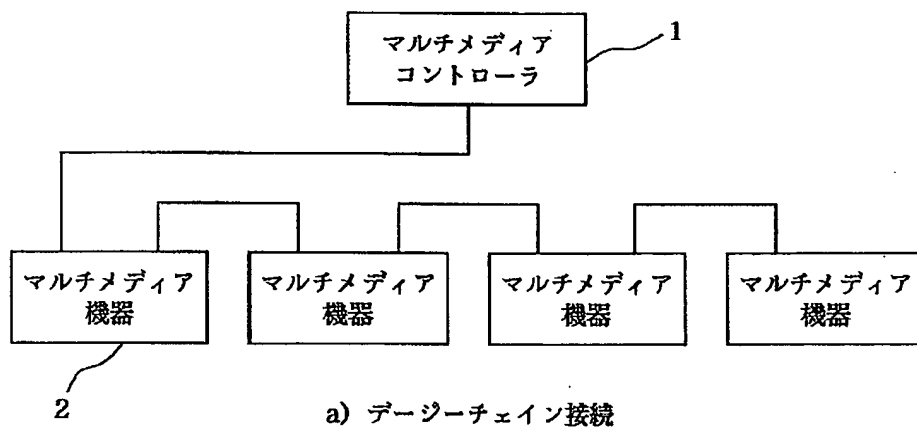 マルチメディア
コントローラ
1
マルチメディア
機器
マルチメディア
機器
マルチメディア
機器
マルチメディア
機器
2
a) デージーチェイン接続